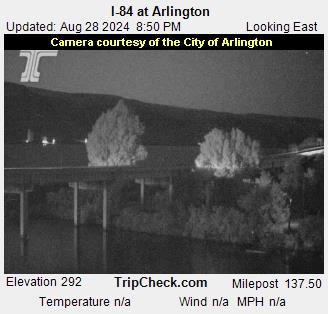 I-84 at Arlington
Updated: Aug 28 2024 8:50 PM Looking East
Camera courtesy of the City of Arlington
Elevation 292 TripCheck.com Milepost 137.50
Temperature n/a Wind n/a MPH n/a